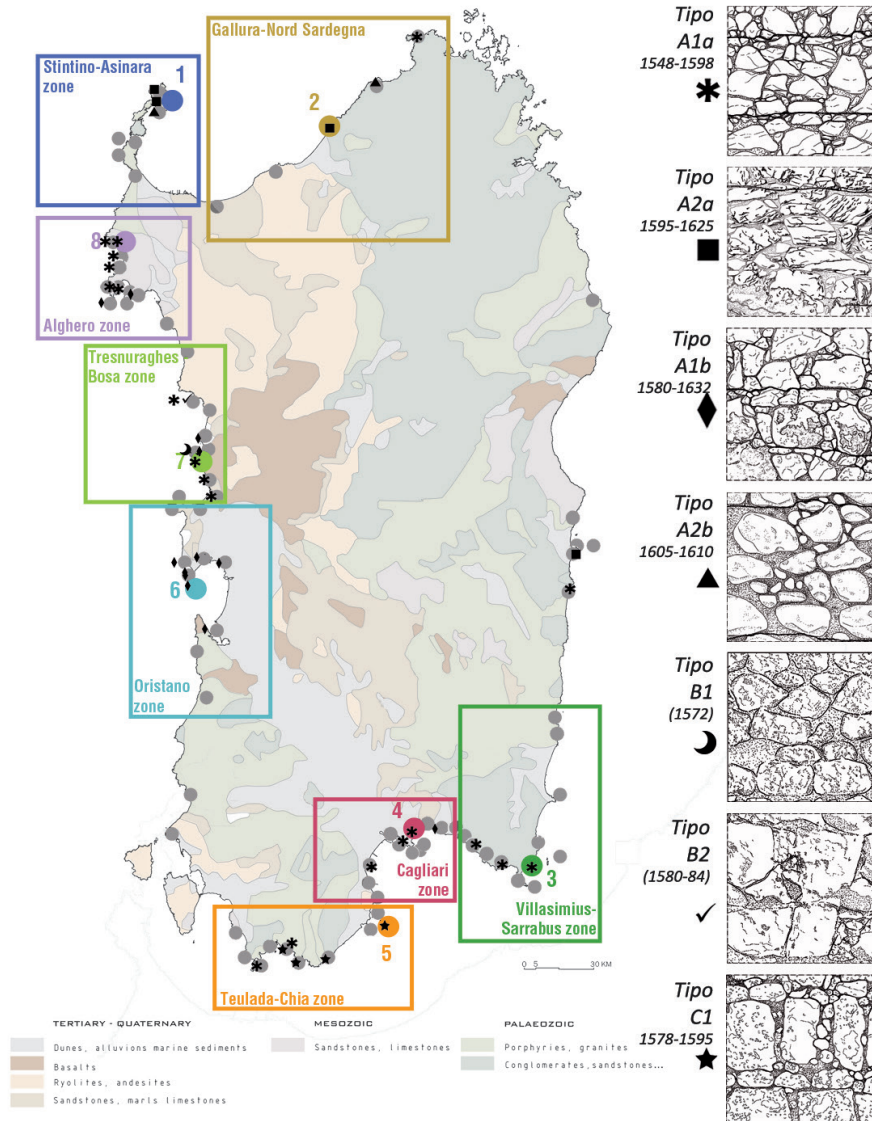 Gallura-Nord Sardegna
Stintino-Asinara
zone
1
2
8
Alghero zone
Tresnuraghes
Bosa zone
7
6
Oristano
zone
4
Cagliari
zone
3
Villasimius-
Sarrabus zone
5
Teulada-Chia zone
0 5 30 KM
Tipo
A1a
1548-1598
Tipo
A2a
1595-1625
Tipo
A1b
1580-1632
Tipo
A2b
1605-1610
Tipo
B1
(1572)
Tipo
B2
(1580-84)
Tipo
C1
1578-1595
TERTIARY - QUATERNARY
Dunes, alluvions marine sediments
Basalts
Ryolites, andesites
Sandstones, marls limestones
MESOZOIC
Sandstones, limestones
PALAEOZOIC
Porphyries, granites
Conglomerates,sandstones...